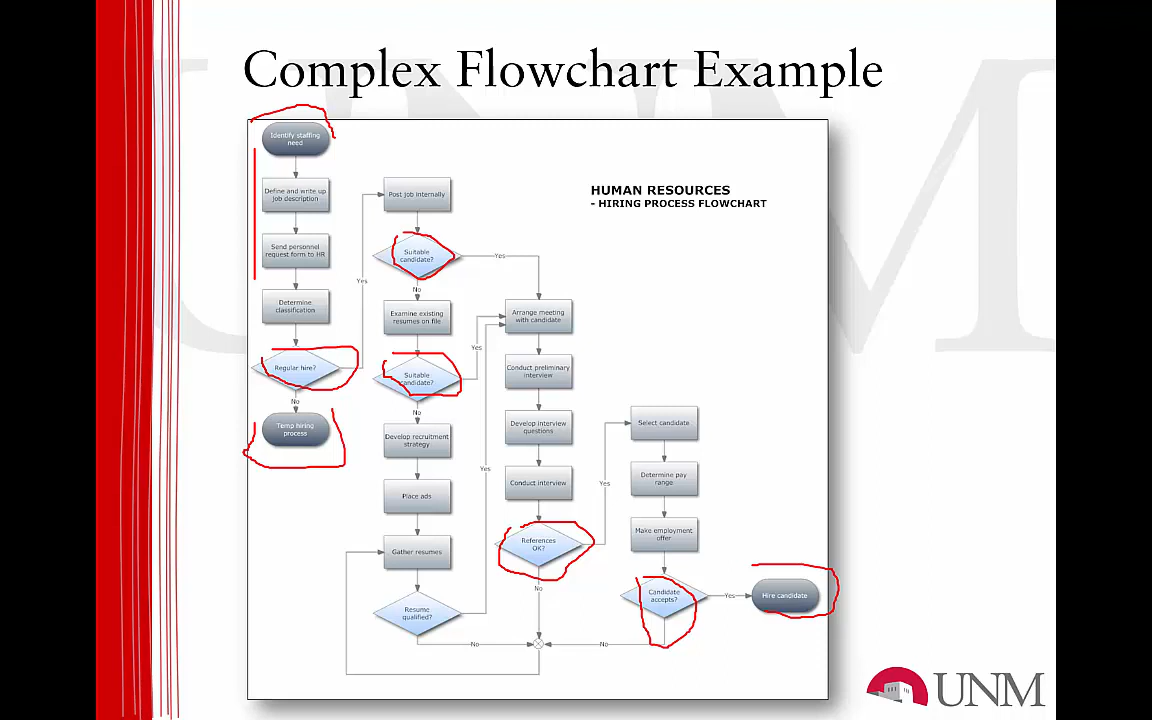 Complex Flowchart Example
HUMAN RESOURCES
- HIRING PROCESS FLOWCHART
Identify staffing
need
Define and write up
job description
Send personnel
request form to HR
Determine
classification
Regular hire?
No
Temp hiring
process
Yes
Post job internally
Suitable
candidate?
Yes
No
Examine existing
resumes on file
Suitable
candidate?
Yes
No
Develop recruitment
strategy
Place ads
Gather resumes
Resume
qualified?
Yes
No
Arrange meeting
with candidate
Conduct preliminary
interview
Develop interview
questions
Conduct interview
References
OK?
Yes
No
Select candidate
Determine pay
range
Make employment
offer
Candidate
accepts?
Yes
No
Hire candidate
UNM